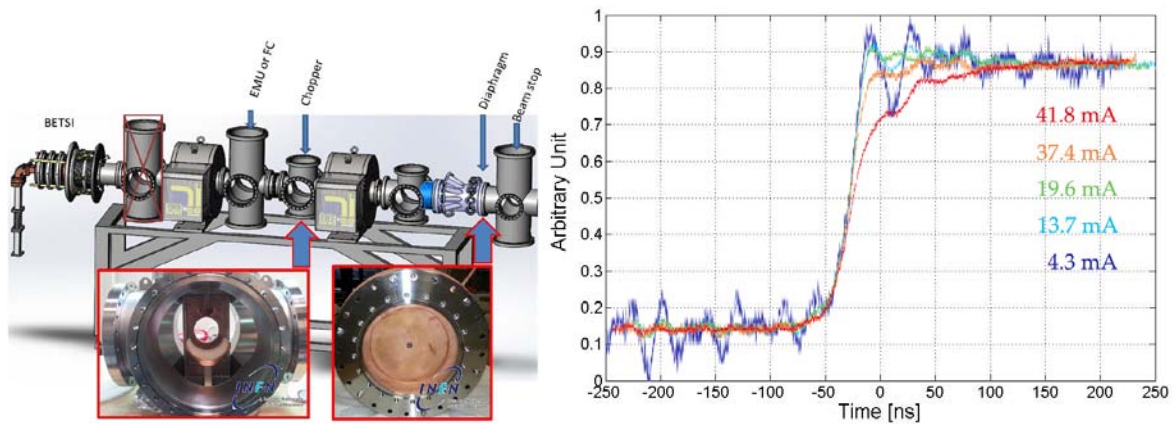 BETSI
EMU or FC
Chopper
Diaphragm
Beam stop
INFN
INFN
Arbitrary Unit
1
0.9
0.8
0.7
0.6
0.5
0.4
0.3
0.2
0.1
0
41.8 mA
37.4 mA
19.6 mA
13.7 mA
4.3 mA
-250 -200 -150 -100 -50 0 50 100 150 200 250
Time [ns]